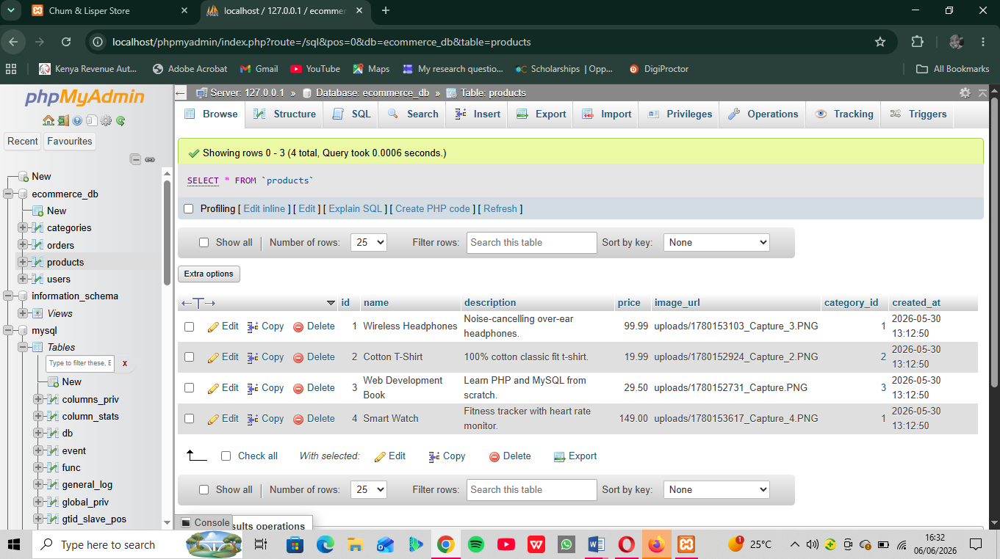 Chum & Lisper Store
localhost / 127.0.0.1 / ecommer
localhost/phpmyadmin/index.php?route=/sql&pos=0&db=ecommerce_db&table=products
Kenya Revenue Aut...
Adobe Acrobat
Gmail
YouTube
Maps
My research questio...
Scholarships | Opp...
DigiProctor
All Bookmarks
phpMyAdmin
Recent Favourites
New
ecommerce_db
New
categories
orders
products
users
information_schema
Views
mysql
Tables
Type to filter these, E X
New
columns_priv
column_stats
db
event
func
general_log
global_priv
gtid_slave_pos
Server: 127.0.0.1 » Database: ecommerce_db » Table: products
Browse Structure SQL Search Insert Export Import Privileges Operations Tracking Triggers
Showing rows 0 - 3 (4 total, Query took 0.0006 seconds.)
SELECT * FROM `products`
Profiling [ Edit inline ] [ Edit ] [ Explain SQL ] [ Create PHP code ] [ Refresh ]
Show all Number of rows: 25 Filter rows: Search this table Sort by key: None
Extra options
id name description price image_url category_id created_at
Edit Copy Delete 1 Wireless Headphones Noise-cancelling over-ear headphones. 99.99 uploads/1780153103_Capture_3.PNG 1 2026-05-30 13:12:50
Edit Copy Delete 2 Cotton T-Shirt 100% cotton classic fit t-shirt. 19.99 uploads/1780152924_Capture_2.PNG 2 2026-05-30 13:12:50
Edit Copy Delete 3 Web Development Book Learn PHP and MySQL from scratch. 29.50 uploads/1780152731_Capture.PNG 3 2026-05-30 13:12:50
Edit Copy Delete 4 Smart Watch Fitness tracker with heart rate monitor. 149.00 uploads/1780153617_Capture_4.PNG 1 2026-05-30 13:12:50
Check all With selected: Edit Copy Delete Export
Show all Number of rows: 25 Filter rows: Search this table Sort by key: None
Console
sults operations
Type here to search
1
25°C
16:32
06/06/2026